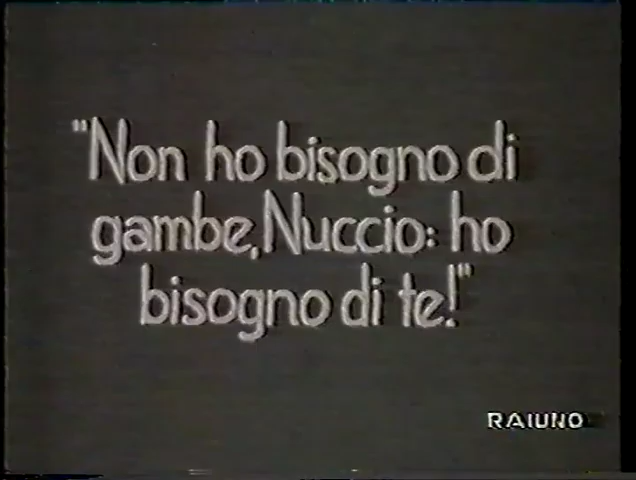 "Non ho bisogno di
gambe, Nuccio: ho
bisogno di te!"
RAIUNO